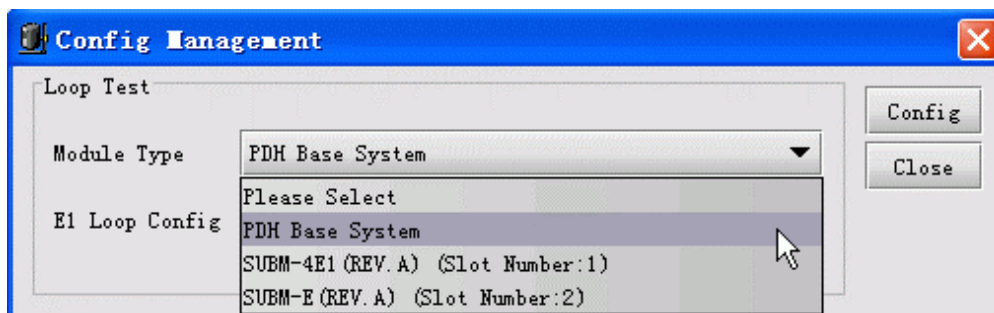 Config Management
Loop Test
Config
Module Type
PDH Base System
Close
Please Select
E1 Loop Config
PDH Base System
SUBM-4E1(REV.A) (Slot Number:1)
SUBM-E(REV.A) (Slot Number:2)